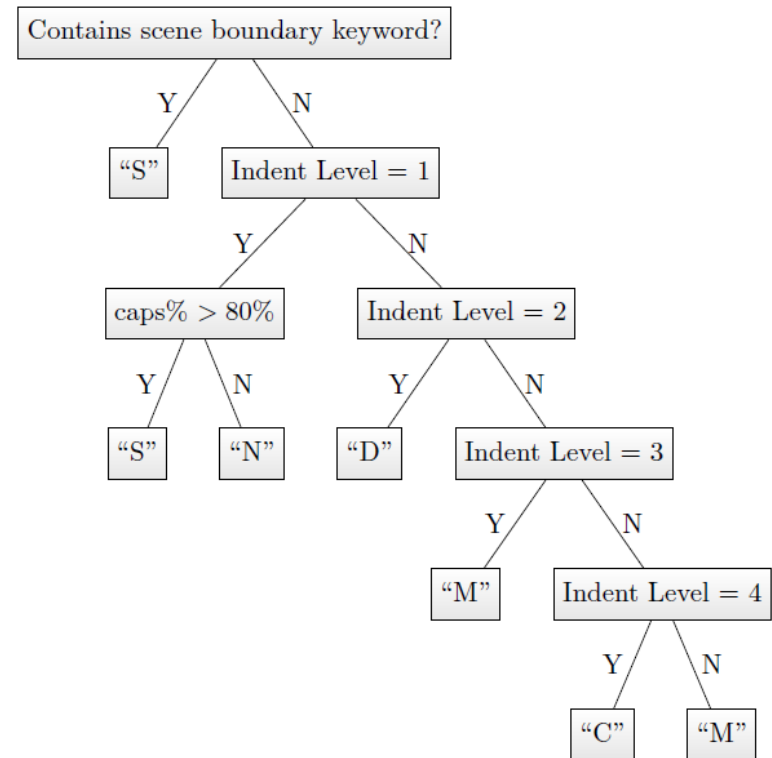 Contains scene boundary keyword?
Y N
“S” Indent Level = 1
Y N
caps% > 80% Indent Level = 2
Y N Y N
“S” “N” “D” Indent Level = 3
Y N
“M” Indent Level = 4
Y N
“C” “M”